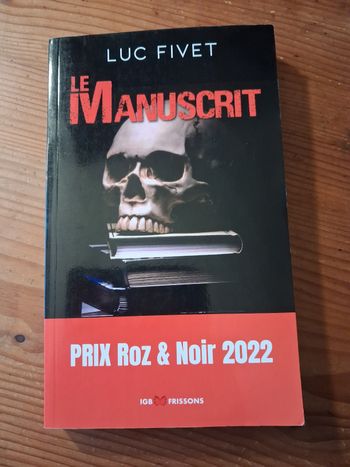 LUC FIVET
LE
MANUSCRIT
PRIX Roz & Noir 2022
IGB FRISSONS